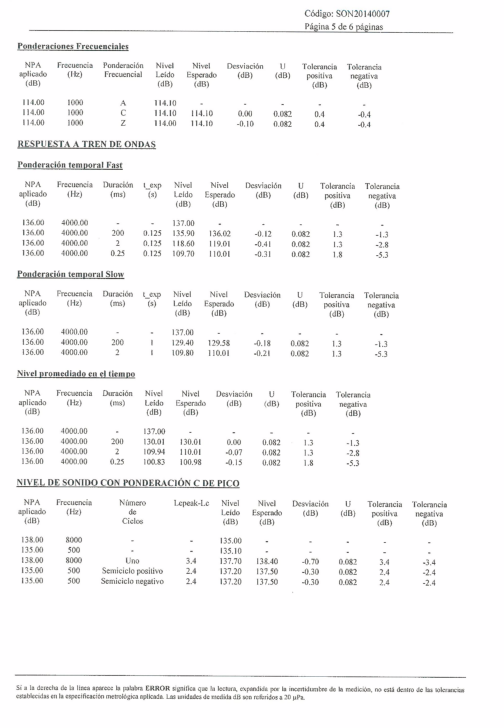 Código: SON20140007
Página 5 de 6 páginas
Ponderaciones Frecuenciales
NPA Frecuencia Ponderación Nivel Nivel Desviación U Tolerancia Tolerancia
aplicado (Hz) Frecuencial Leído Esperado (dB) (dB) positiva negativa
(dB) (dB) (dB) (dB) (dB)
114.00 1000 A 114.10 - - - - -
114.00 1000 C 114.10 114.10 0.00 0.082 0.4 -0.4
114.00 1000 Z 114.00 114.10 -0.10 0.082 0.4 -0.4
RESPUESTA A TREN DE ONDAS
Ponderación temporal Fast
NPA Frecuencia Duración t_exp Nivel Nivel Desviación U Tolerancia Tolerancia
aplicado (Hz) (ms) (s) Leído Esperado (dB) (dB) positiva negativa
(dB) (dB) (dB) (dB) (dB)
136.00 4000.00 - - 137.00 - - - - -
136.00 4000.00 200 0.125 135.90 136.02 -0.12 0.082 1.3 -1.3
136.00 4000.00 2 0.125 118.60 119.01 -0.41 0.082 1.3 -2.8
136.00 4000.00 0.25 0.125 109.70 110.01 -0.31 0.082 1.8 -5.3
Ponderación temporal Slow
NPA Frecuencia Duración t_exp Nivel Nivel Desviación U Tolerancia Tolerancia
aplicado (Hz) (ms) (s) Leído Esperado (dB) (dB) positiva negativa
(dB) (dB) (dB) (dB) (dB)
136.00 4000.00 - - 137.00 - - - - -
136.00 4000.00 200 1 129.40 129.58 -0.18 0.082 1.3 -1.3
136.00 4000.00 2 1 109.80 110.01 -0.21 0.082 1.3 -5.3
Nivel promediado en el tiempo
NPA Frecuencia Duración Nivel Nivel Desviación U Tolerancia Tolerancia
aplicado (Hz) (ms) Leído Esperado (dB) (dB) positiva negativa
(dB) (dB) (dB) (dB) (dB)
136.00 4000.00 - 137.00 - - - - -
136.00 4000.00 200 130.01 130.01 0.00 0.082 1.3 -1.3
136.00 4000.00 2 109.94 110.01 -0.07 0.082 1.3 -2.8
136.00 4000.00 0.25 100.83 100.98 -0.15 0.082 1.8 -5.3
NIVEL DE SONIDO CON PONDERACIÓN C DE PICO
NPA Frecuencia Número Lcpeak-Lc Nivel Nivel Desviación U Tolerancia Tolerancia
aplicado (Hz) de Leído Esperado (dB) (dB) positiva negativa
(dB) Ciclos (dB) (dB) (dB) (dB)
138.00 8000 - - 135.00 - - - - -
135.00 500 - - 135.10 - - - - -
138.00 8000 Uno 3.4 137.70 138.40 -0.70 0.082 3.4 -3.4
135.00 500 Semiciclo positivo 2.4 137.20 137.50 -0.30 0.082 2.4 -2.4
135.00 500 Semiciclo negativo 2.4 137.20 137.50 -0.30 0.082 2.4 -2.4
Si a la derecha de la línea aparece la palabra ERROR significa que la lectura, expandida por la incertidumbre de la medición, no está dentro de las tolerancias
establecidas en la especificación metrológica aplicada. Las unidades de medida dB son referidos a 20 µPa.